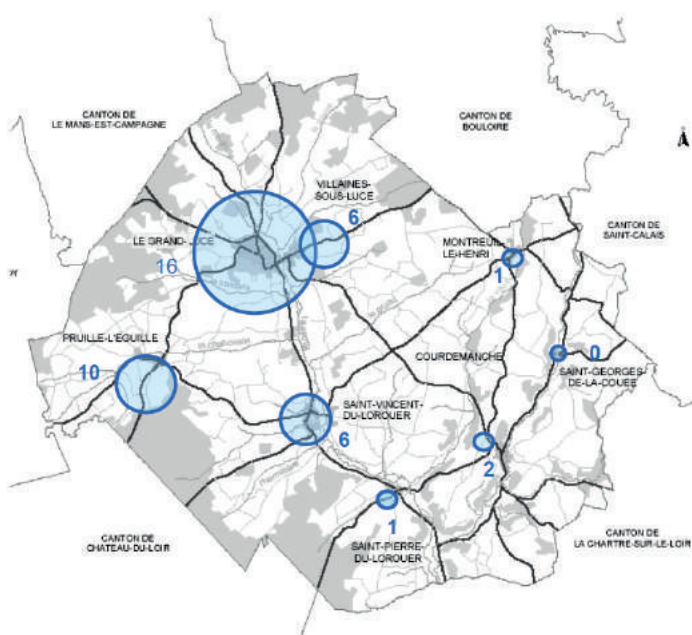 CANTON DE
LE MANS-EST-CAMPAGNE
CANTON DE
BOULOIRE
VILLAINES-
SOUS-LUCE
6
CANTON DE
SAINT-CALAIS
LE GRAND-LUCE
16
MONTREUIL
LE-HENRI
1
PRUILLE-L'EGUILLE
10
COURDEMANCHE
0
SAINT-GEORGES
DE-LA-COUEE
SAINT-VINCENT
DU-LOROUER
6
2
1
SAINT-PIERRE-
DU-LOROUER
CANTON DE
CHATEAU-DU-LOIR
CANTON DE
LA CHARTRE-SUR-LE-LOIR